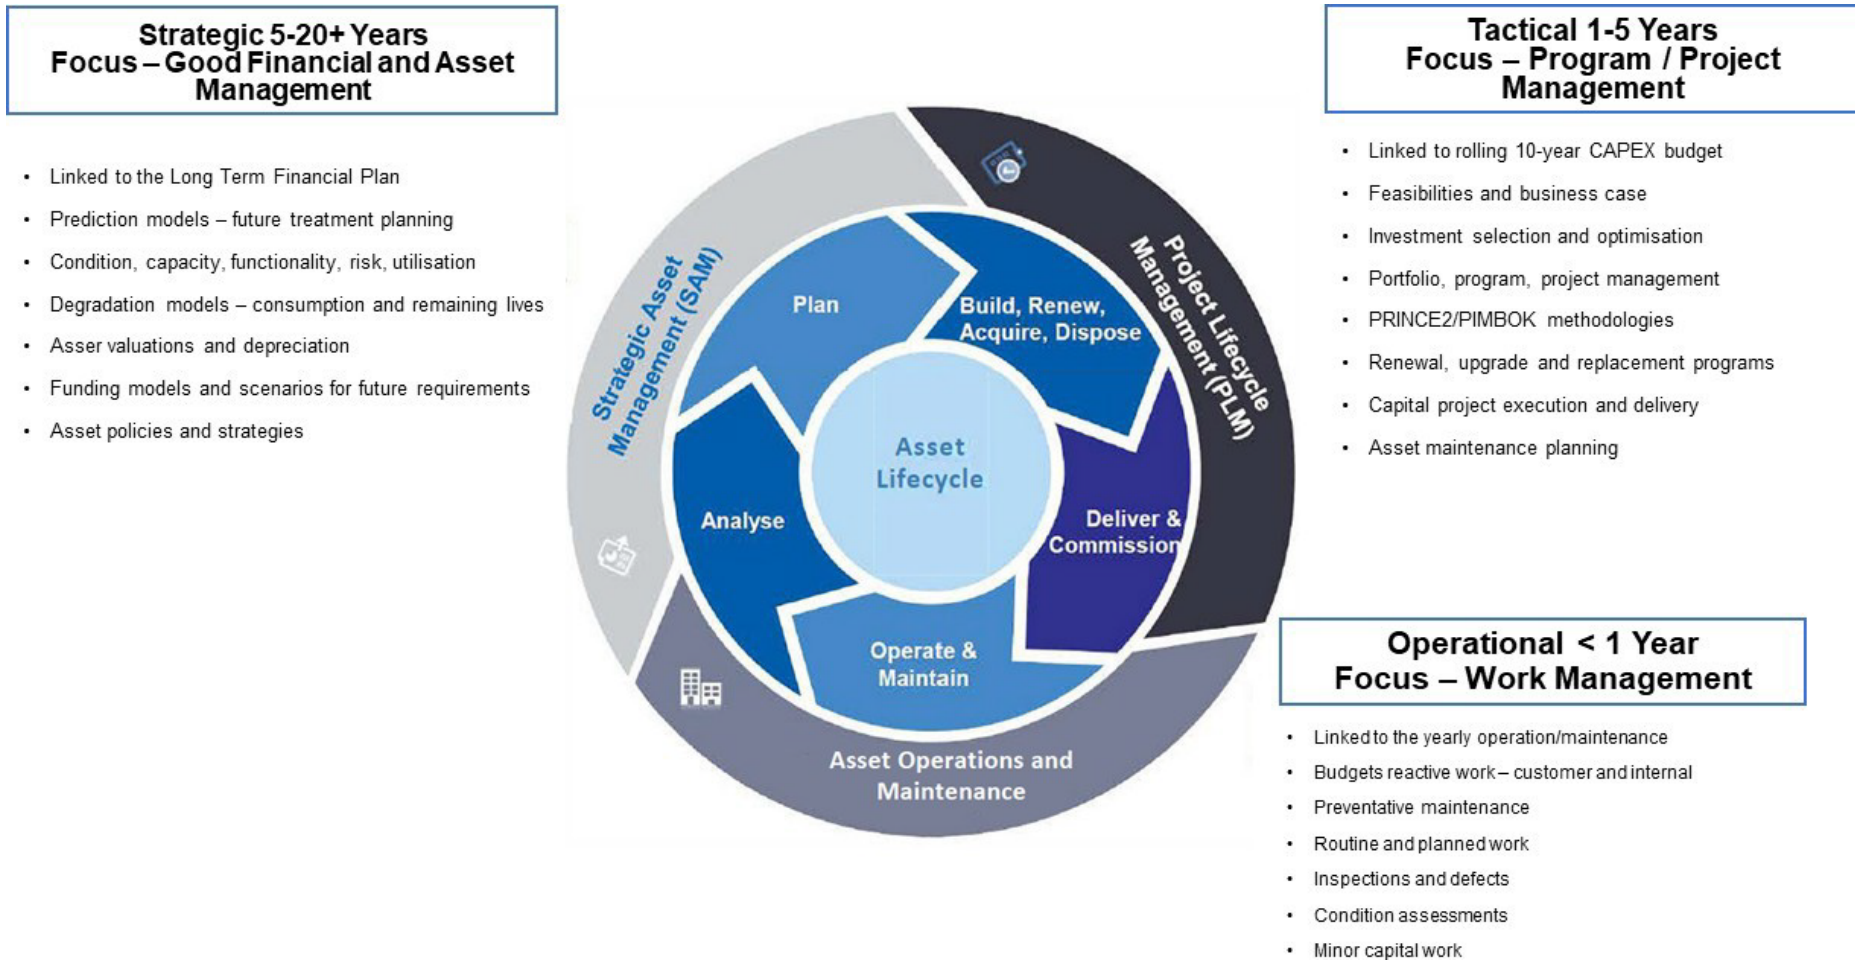 Strategic 5-20+ Years
Focus – Good Financial and Asset
Management
• Linked to the Long Term Financial Plan
• Prediction models – future treatment planning
• Condition, capacity, functionality, risk, utilisation
• Degradation models – consumption and remaining lives
• Asser valuations and depreciation
• Funding models and scenarios for future requirements
• Asset policies and strategies
Strategic Asset
Management (SAM)
Project Lifecycle
Management (PLM)
Plan
Build, Renew,
Acquire, Dispose
Asset
Lifecycle
Analyse
Deliver &
Commission
Operate &
Maintain
Asset Operations and
Maintenance
Tactical 1-5 Years
Focus – Program / Project
Management
• Linked to rolling 10-year CAPEX budget
• Feasibilities and business case
• Investment selection and optimisation
• Portfolio, program, project management
• PRINCE2/PIMBOK methodologies
• Renewal, upgrade and replacement programs
• Capital project execution and delivery
• Asset maintenance planning
Operational < 1 Year
Focus – Work Management
• Linked to the yearly operation/maintenance
• Budgets reactive work – customer and internal
• Preventative maintenance
• Routine and planned work
• Inspections and defects
• Condition assessments
• Minor capital work